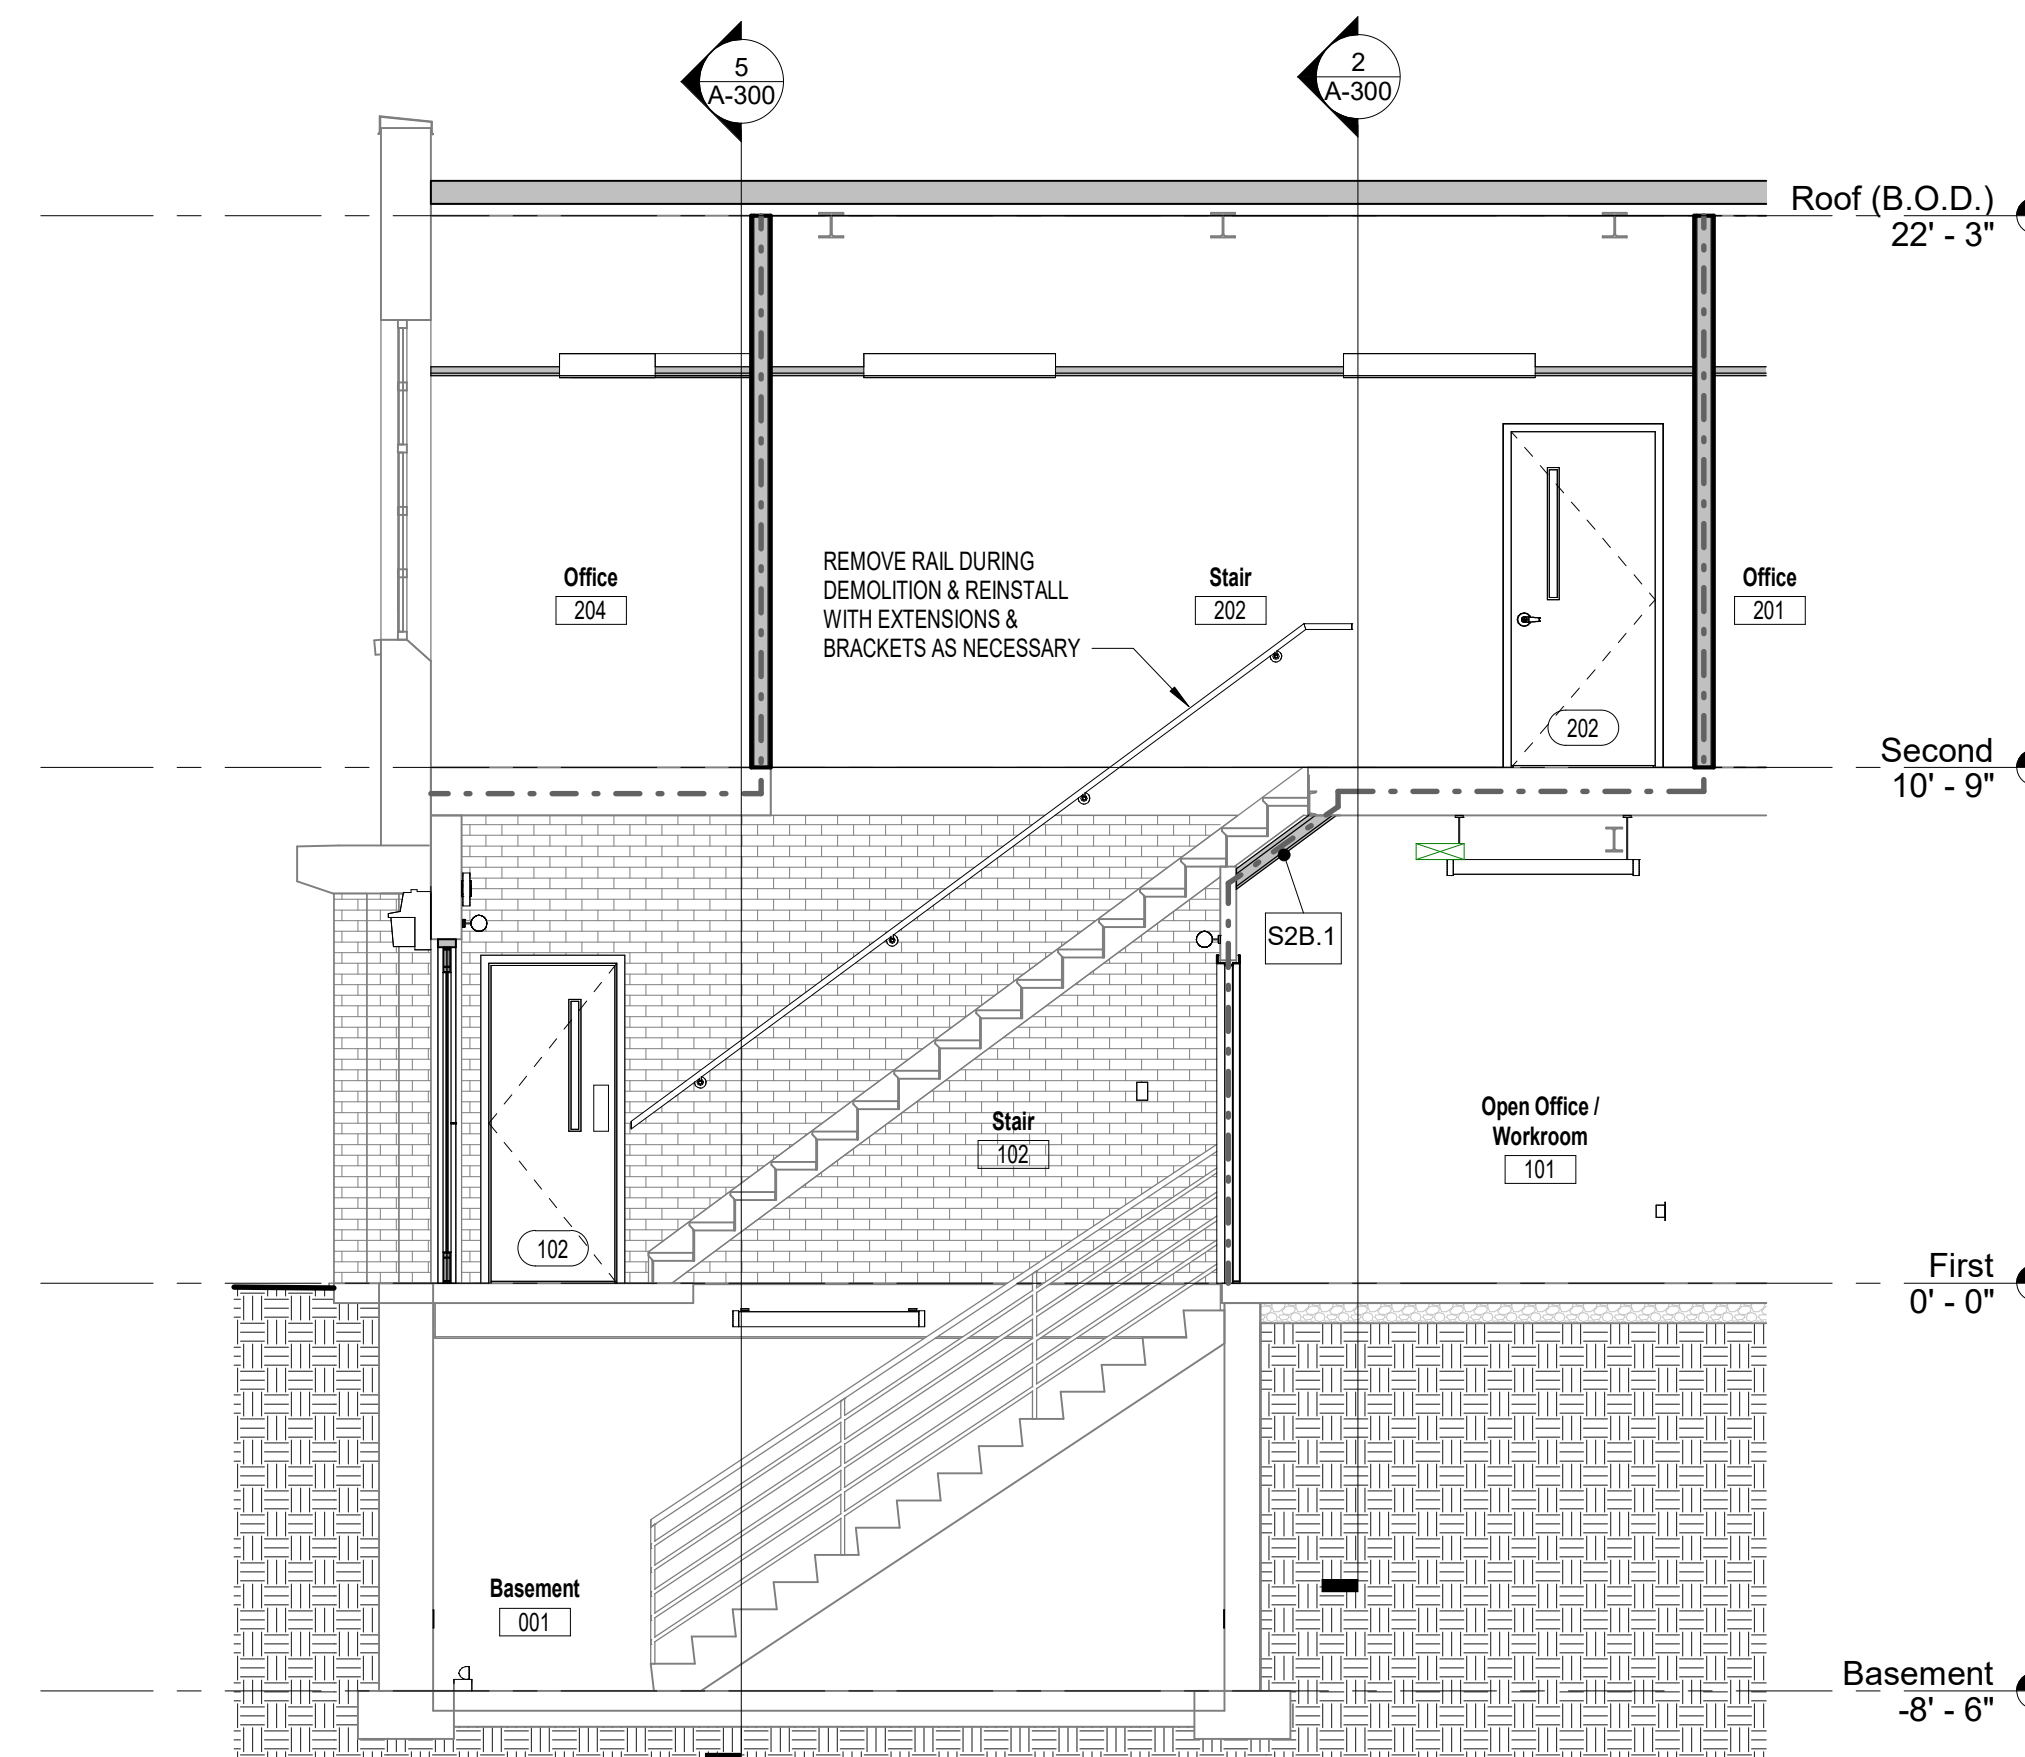 5
A-300
2
A-300
Roof (B.O.D.)
22' - 3"
REMOVE RAIL DURING
DEMOLITION & REINSTALL
WITH EXTENSIONS &
BRACKETS AS NECESSARY
Office
204
Stair
202
Office
201
202
Second
10' - 9"
S2B.1
Stair
102
Open Office /
Workroom
101
102
First
0' - 0"
Basement
001
Basement
-8' - 6"